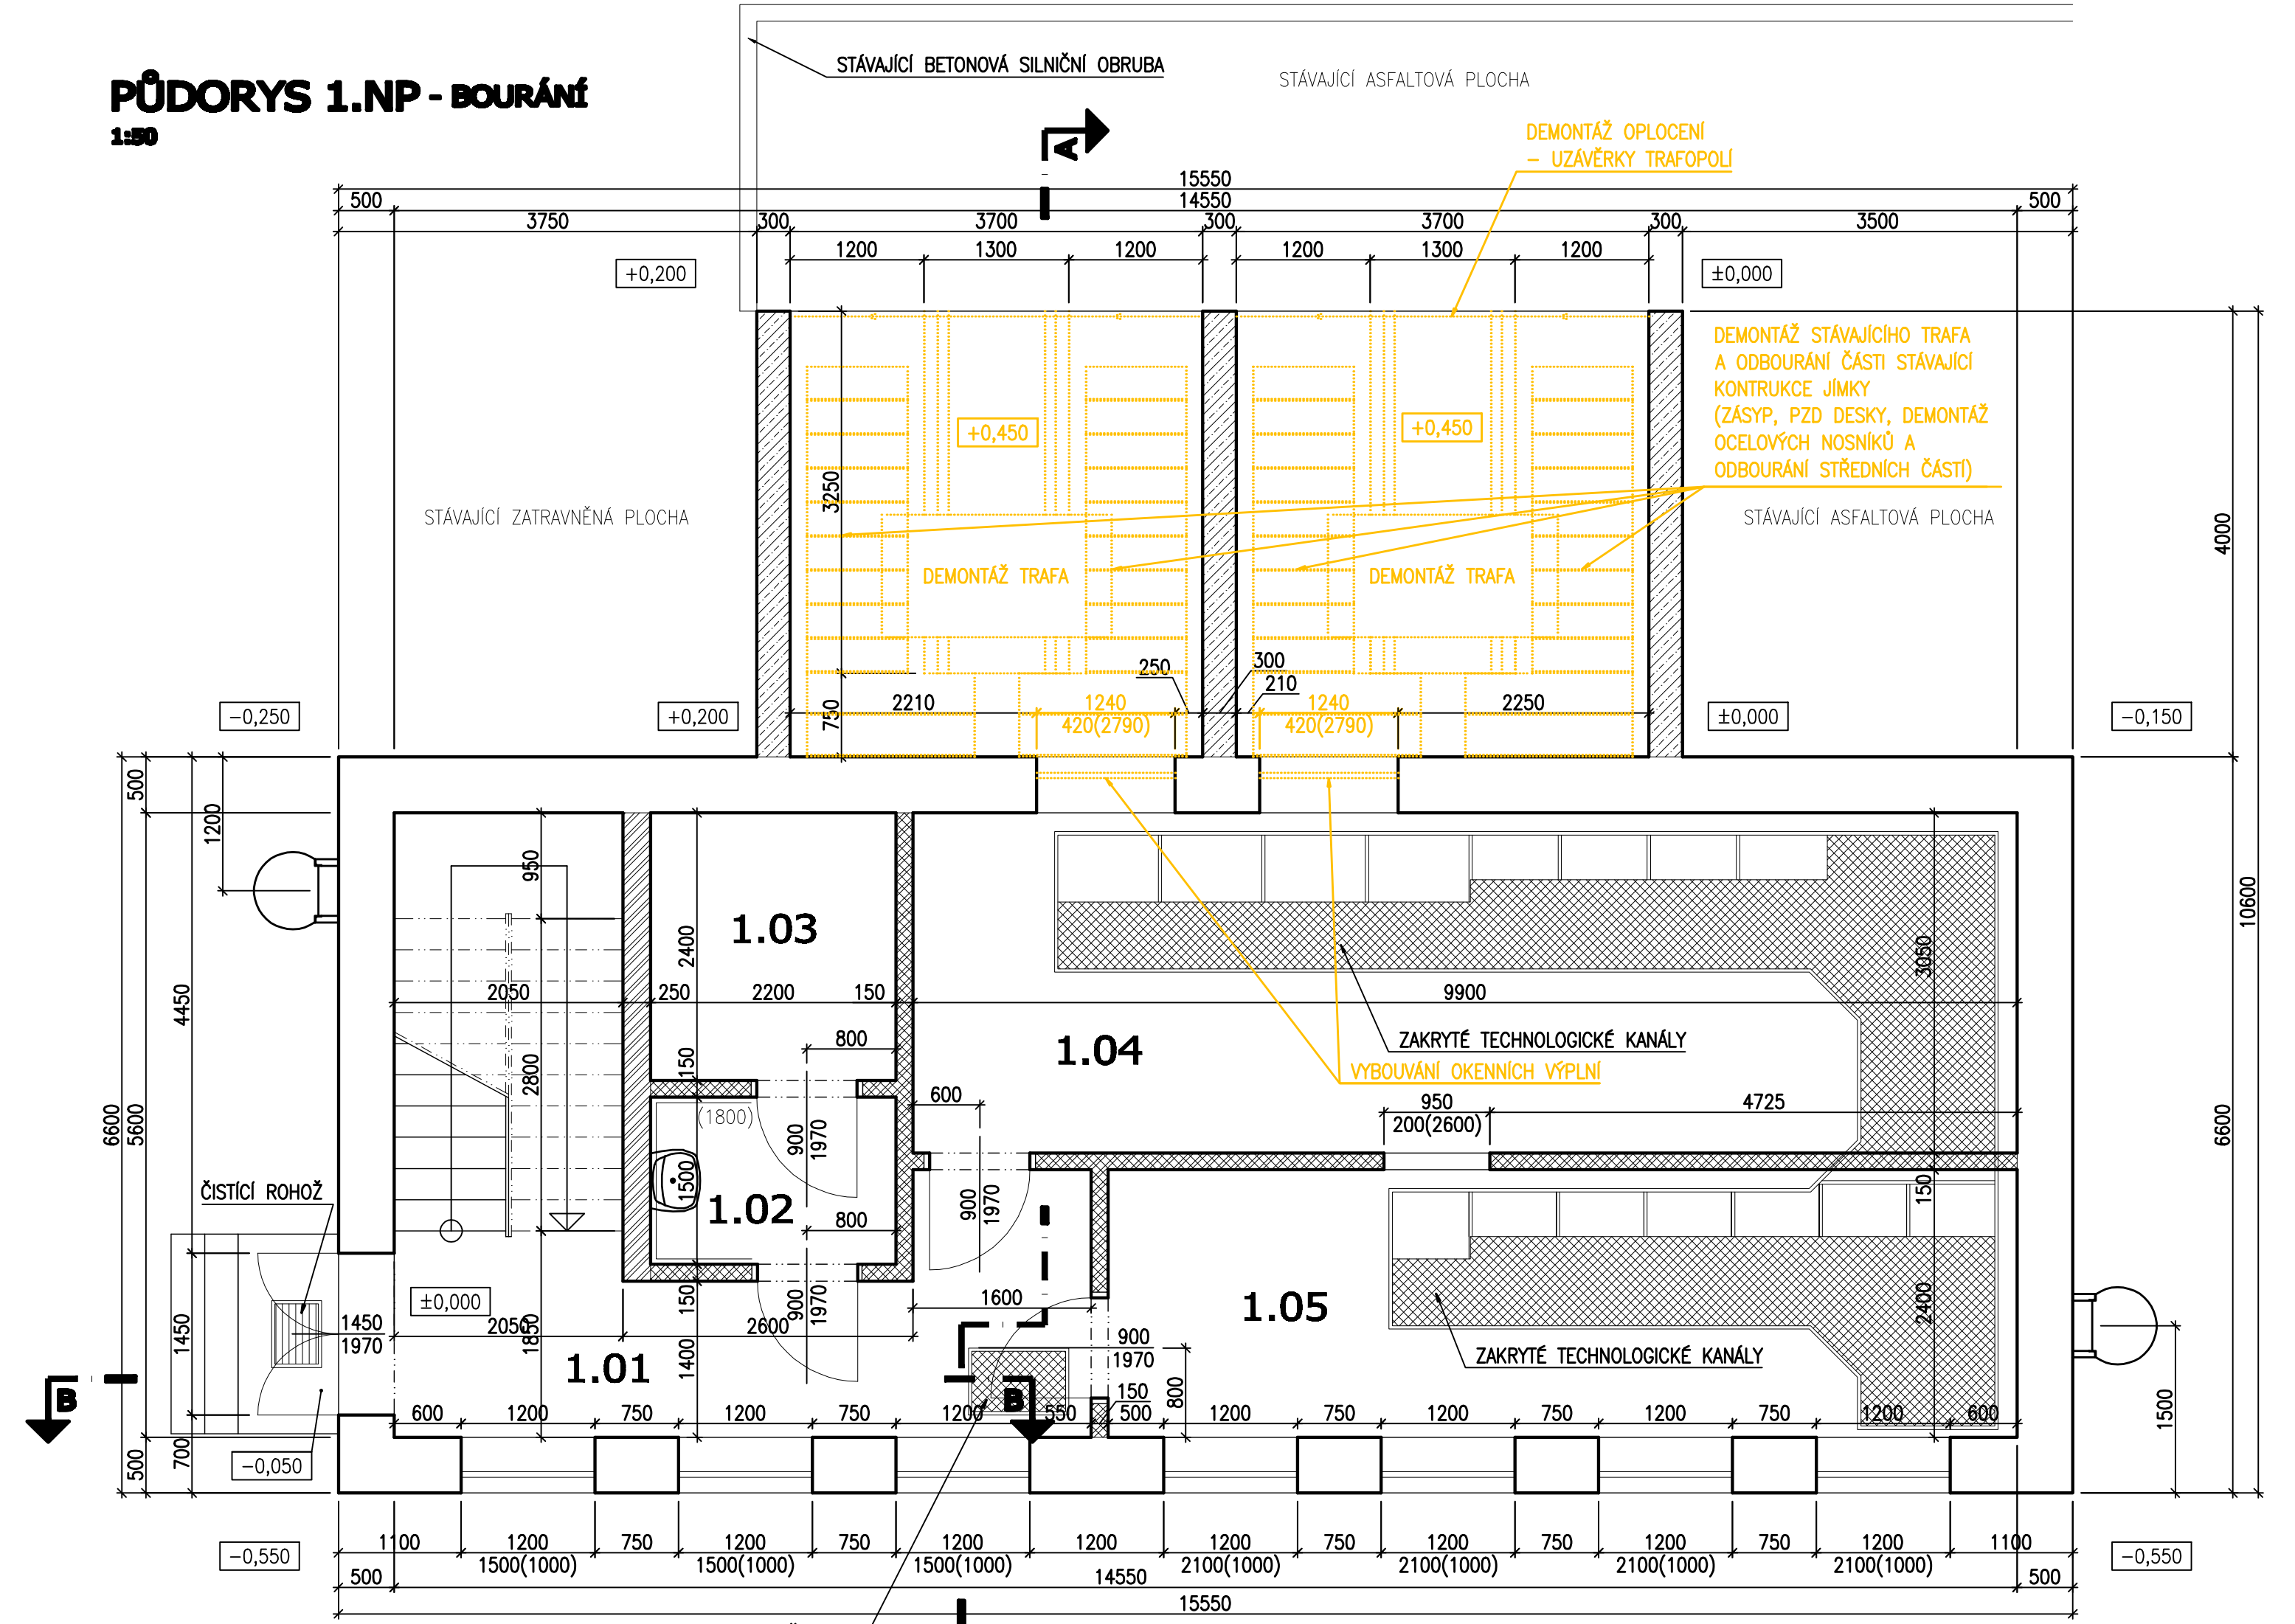 STÁVAJÍCÍ BETONOVÁ SILNIČNÍ OBRUBA
STÁVAJÍCÍ ASFALTOVÁ PLOCHA
PŮDORYS 1.NP - BOURÁNÍ
1:50
A
DEMONTÁŽ OPLOCENÍ
- UZÁVĚRKY TRAFOPOLÍ
15550
500 14550 500
3750 300 3700 300 3700 300 3500
1200 1300 1200 1200 1300 1200
+0,200 ±0,000
DEMONTÁŽ STÁVAJÍCÍHO TRAFA
A ODBOURÁNÍ ČÁSTI STÁVAJÍCÍ
KONTRUKCE JÍMKY
(ZÁSYP, PZD DESKY, DEMONTÁŽ
OCELOVÝCH NOSNÍKŮ A
ODBOURÁNÍ STŘEDNÍCH ČÁSTÍ)
+0,450 +0,450
3250
STÁVAJÍCÍ ZATRAVNĚNÁ PLOCHA
STÁVAJÍCÍ ASFALTOVÁ PLOCHA
4000
DEMONTÁŽ TRAFA DEMONTÁŽ TRAFA
250 300
210
2210 1240 1240 2250
420(2790) 420(2790)
750
-0,250 +0,200 ±0,000 -0,150
500
1200
950
10600
1.03
2400
3050
4450
2050 250 2200 150 9900
800
ZAKRYTÉ TECHNOLOGICKÉ KANÁLY
1.04
VYBOUVÁNÍ OKENNÍCH VÝPLNÍ
150
2800
600 950 4725
200(2600)
(1800)
6600
5600
6600
900
1970
1500
ČISTÍCÍ ROHOŽ
1.02
800
900
1970
150
±0,000
150
900
1970
1600
1.05
2400
1450
1450
1970
2050 2600
1850
1400
900
1970
ZAKRYTÉ TECHNOLOGICKÉ KANÁLY
1.01
B
B
150
800
1500
600 1200 750 1200 750 1200 550 500 1200 750 1200 750 1200 750 1200 600
500
700
-0,050
1100 1200 750 1200 750 1200 1200 1200 750 1200 750 1200 750 1200 1100
1500(1000) 1500(1000) 1500(1000) 2100(1000) 2100(1000) 2100(1000) 2100(1000)
-0,550 -0,550
500 14550 500
15550